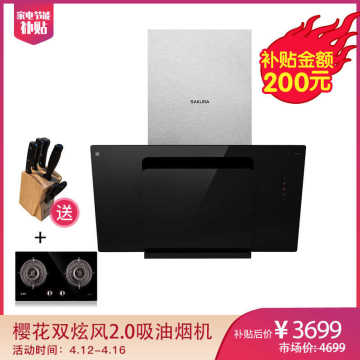 家电节能
补贴
补贴金额
200元
SAKURA
送
+
樱花双炫风2.0吸油烟机
活动时间：4.12-4.16
补贴后价 ¥3699
市场价：4699